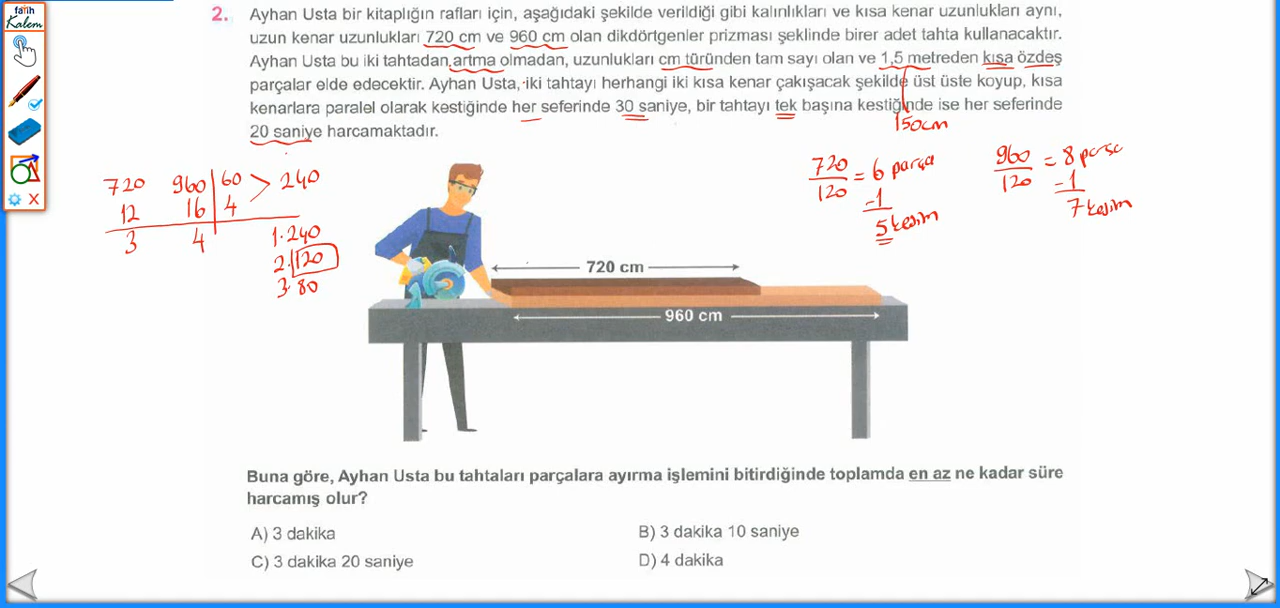 fatih
Kalem
2. Ayhan Usta bir kitaplığın rafları için, aşağıdaki şekilde verildiği gibi kalınlıkları ve kısa kenar uzunlukları aynı,
uzun kenar uzunlukları 720 cm ve 960 cm olan dikdörtgenler prizması şeklinde birer adet tahta kullanacaktır.
Ayhan Usta bu iki tahtadan artma olmadan, uzunlukları cm türünden tam sayı olan ve 1,5 metreden kısa özdeş
parçalar elde edecektir. Ayhan Usta, iki tahtayı herhangi iki kısa kenar çakışacak şekilde üst üste koyup, kısa
kenarlara paralel olarak kestiğinde her seferinde 30 saniye, bir tahtayı tek başına kestiğinde ise her seferinde
20 saniye harcamaktadır.
150cm
720 960 60 > 240
12 16 4
3 4 1.240
2.120
3.80
720/120 = 6 parça
-1
5 kesim
960/120 = 8 parça
-1
7 kesim
720 cm
960 cm
Buna göre, Ayhan Usta bu tahtaları parçalara ayırma işlemini bitirdiğinde toplamda en az ne kadar süre
harcamış olur?
A) 3 dakika
B) 3 dakika 10 saniye
C) 3 dakika 20 saniye
D) 4 dakika